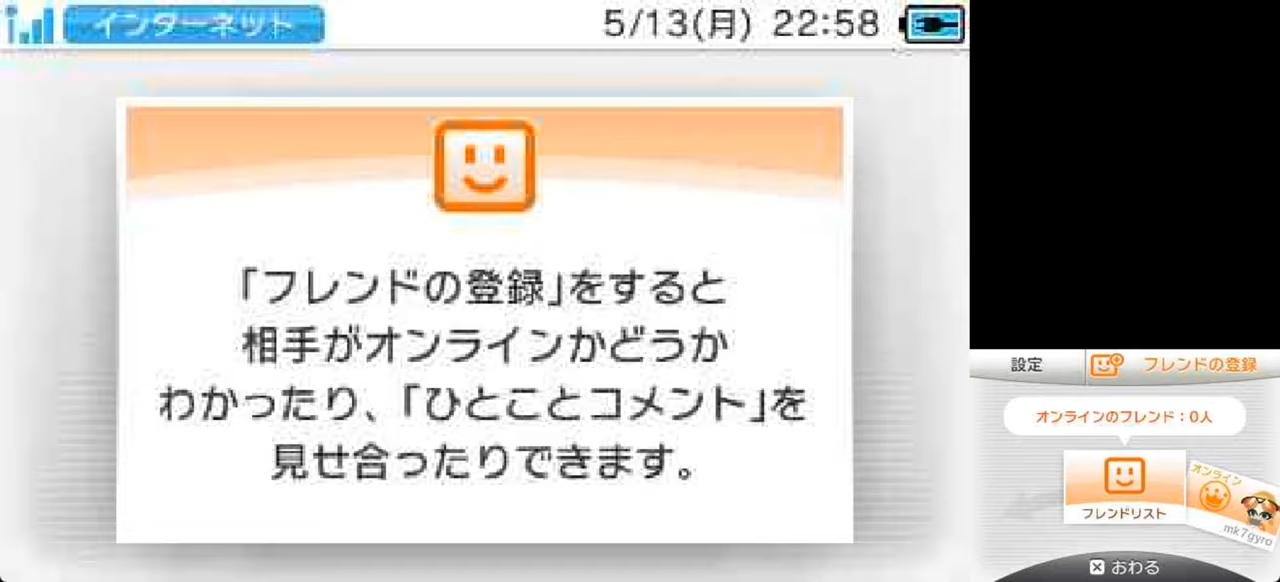 インターネット
5/13(月) 22:58
「フレンドの登録」をすると
相手がオンラインかどうか
わかったり、「ひとことコメント」を
見せ合ったりできます。
設定
フレンドの登録
オンラインのフレンド：0人
フレンドリスト
オンライン
mk7gyro
おわる